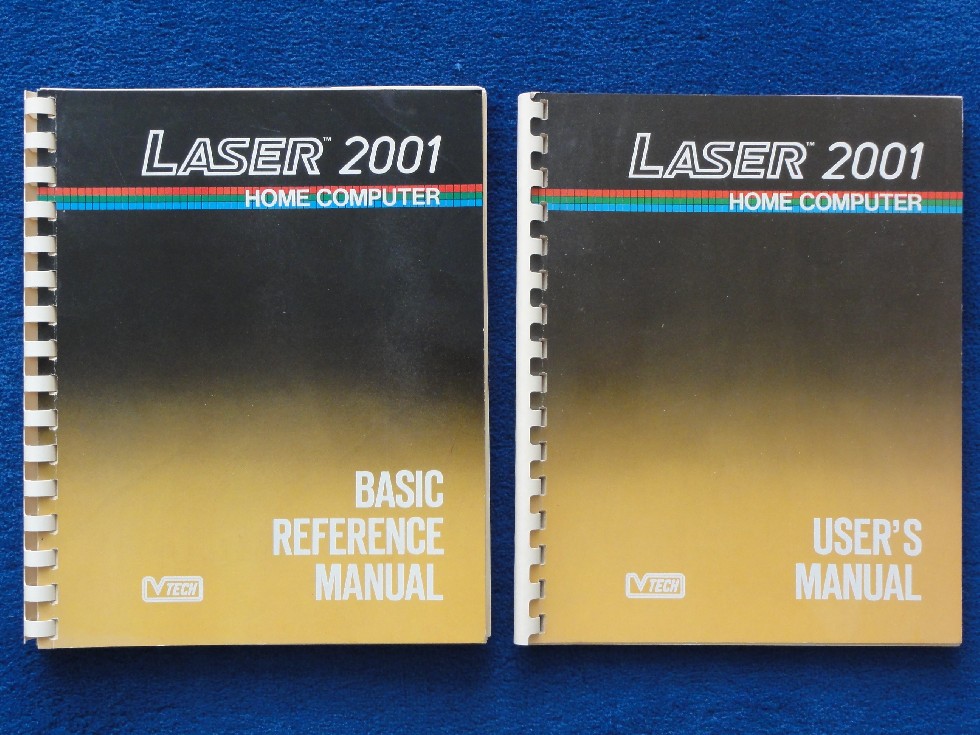 LASER™ 2001
HOME COMPUTER
BASIC
REFERENCE
MANUAL
VTECH
LASER™ 2001
HOME COMPUTER
USER'S
MANUAL
VTECH